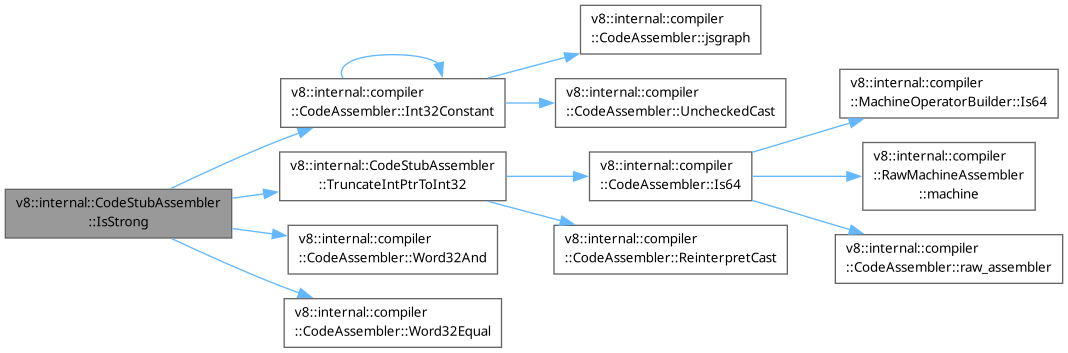 v8::internal::CodeStubAssembler
::IsStrong
v8::internal::compiler
::CodeAssembler::Int32Constant
v8::internal::compiler
::CodeAssembler::jsgraph
v8::internal::compiler
::CodeAssembler::UncheckedCast
v8::internal::CodeStubAssembler
::TruncateIntPtrToInt32
v8::internal::compiler
::CodeAssembler::Is64
v8::internal::compiler
::MachineOperatorBuilder::Is64
v8::internal::compiler
::RawMachineAssembler
::machine
v8::internal::compiler
::CodeAssembler::raw_assembler
v8::internal::compiler
::CodeAssembler::ReinterpretCast
v8::internal::compiler
::CodeAssembler::Word32And
v8::internal::compiler
::CodeAssembler::Word32Equal